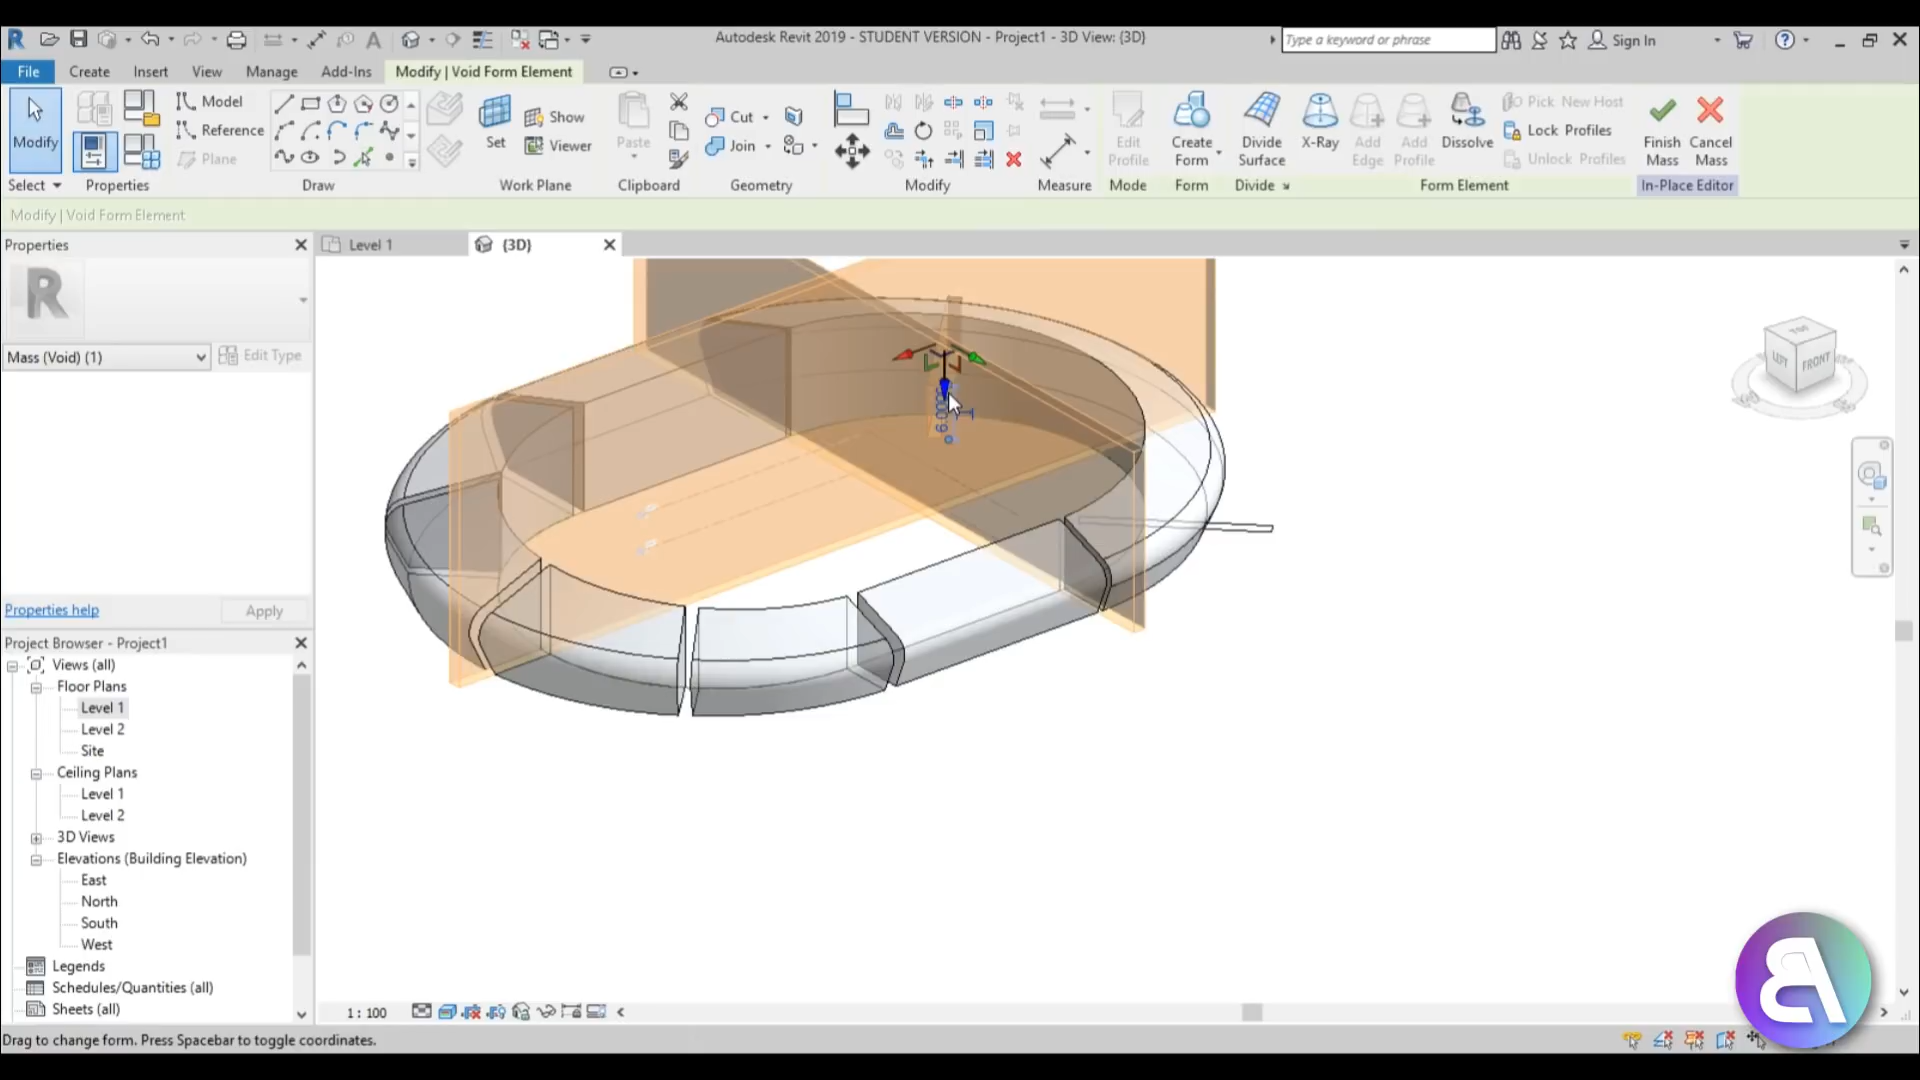 Autodesk Revit 2019 - STUDENT VERSION - Project1 - 3D View: {3D}
Type a keyword or phrase
Sign In
File
Create
Insert
View
Manage
Add-Ins
Modify | Void Form Element
Modify
Model
Reference
Plane
Set
Show
Viewer
Paste
Cut
Join
Edit Profile
Create Form
Divide Surface
X-Ray
Add Edge
Add Profile
Dissolve
Pick New Host
Lock Profiles
Unlock Profiles
Finish Mass
Cancel Mass
Select
Properties
Draw
Work Plane
Clipboard
Geometry
Modify
Measure
Mode
Form
Divide
Form Element
In-Place Editor
Modify | Void Form Element
Properties
Level 1
{3D}
Mass (Void) (1)
Edit Type
TOP
LEFT
FRONT
Properties help
Apply
Project Browser - Project1
Views (all)
Floor Plans
Level 1
Level 2
Site
Ceiling Plans
Level 1
Level 2
3D Views
Elevations (Building Elevation)
East
North
South
West
Legends
Schedules/Quantities (all)
Sheets (all)
1 : 100
Drag to change form. Press Spacebar to toggle coordinates.